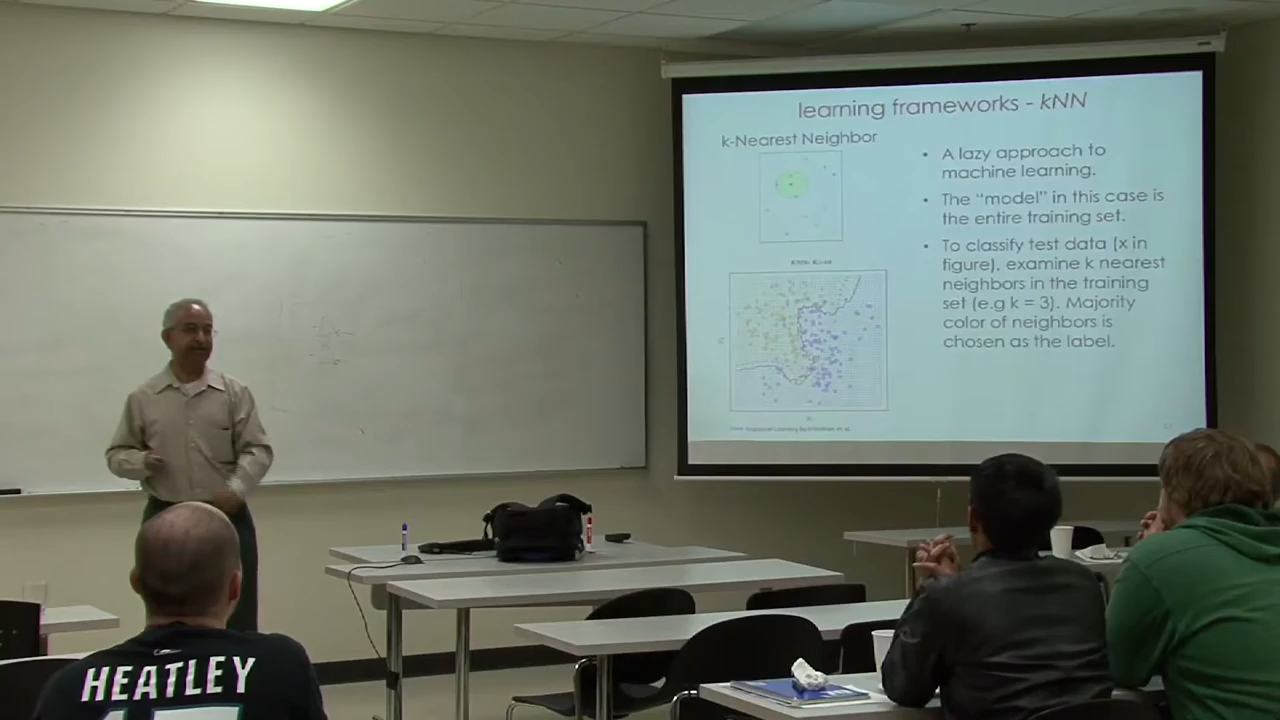 learning frameworks - kNN
k-Nearest Neighbor
• A lazy approach to
machine learning.
• The “model” in this case is
the entire training set.
• To classify test data (x in
figure), examine k nearest
neighbors in the training
set (e.g k = 3). Majority
color of neighbors is
chosen as the label.
HEATLEY